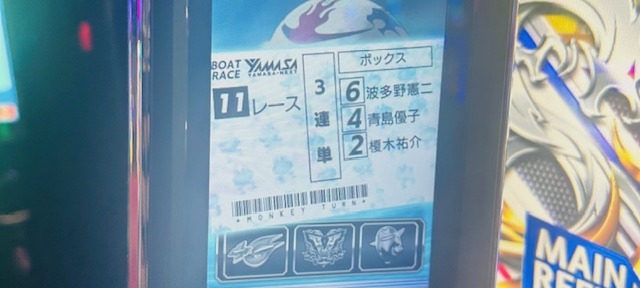 BOAT RACE
YAMASA
YAMASA-NEXT
11レース
3連単
ボックス
6 波多野憲二
4 青島優子
2 榎木祐介
*MONKEY TURN*
MAIN